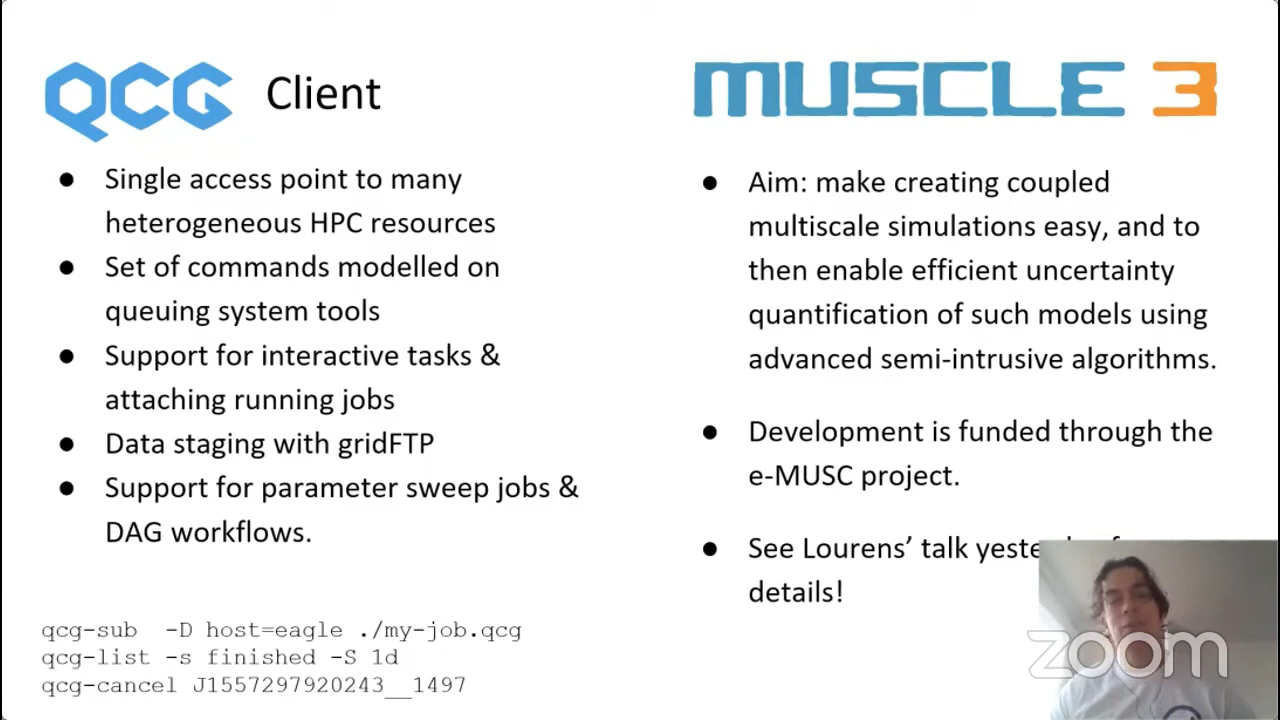 QCG Client
● Single access point to many
heterogeneous HPC resources
● Set of commands modelled on
queuing system tools
● Support for interactive tasks &
attaching running jobs
● Data staging with gridFTP
● Support for parameter sweep jobs &
DAG workflows.
qcg-sub  -D host=eagle ./my-job.qcg
qcg-list -s finished -S 1d
qcg-cancel J1557297920243__1497
MUSCLE 3
● Aim: make creating coupled
multiscale simulations easy, and to
then enable efficient uncertainty
quantification of such models using
advanced semi-intrusive algorithms.
● Development is funded through the
e-MUSC project.
● See Lourens’ talk
details!
zoom